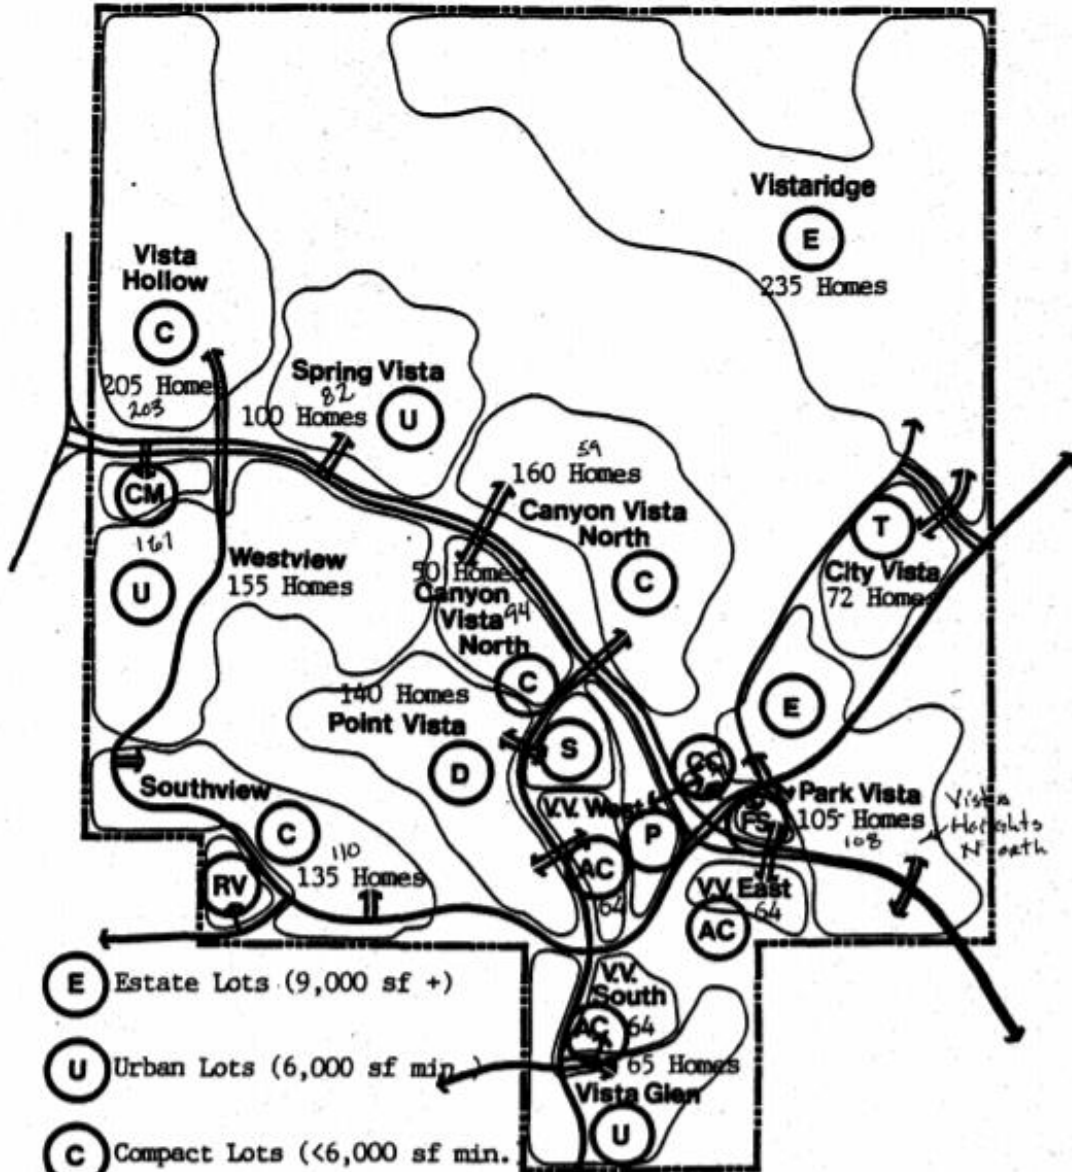 Vistaridge
E
235 Homes
Vista
Hollow
C
205 Homes
203
Spring Vista
82
100 Homes
U
59
160 Homes
Canyon Vista
North
C
CM
167
U
Westview
155 Homes
50 Homes
Canyon
Vista 94
North
C
T
City Vista
72 Homes
E
140 Homes
Point Vista
D
S
CC
V.V. West
P
AC
64
FS
Park Vista
105 Homes
108
Vista
Heights
North
Southview
C
110
135 Homes
RV
V.V. East
64
AC
V.V.
South
AC 64
65 Homes
Vista Glen
U
E Estate Lots (9,000 sf +)
U Urban Lots (6,000 sf min.)
C Compact Lots (<6,000 sf min.)